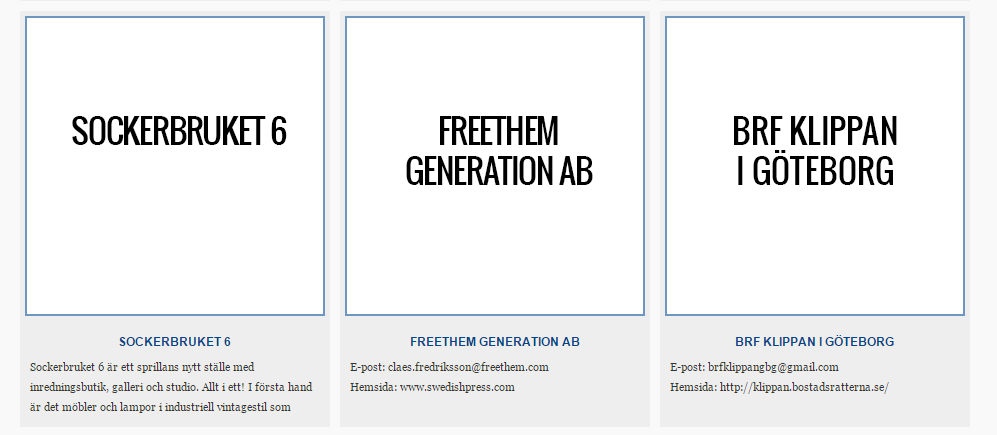 SOCKERBRUKET 6
SOCKERBRUKET 6
Sockerbruket 6 är ett sprillans nytt ställe med
inredningsbutik, galleri och studio. Allt i ett! I första hand
är det möbler och lampor i industriell vintagestil som
FREETHEM
GENERATION AB
FREETHEM GENERATION AB
E-post: claes.fredriksson@freethem.com
Hemsida: www.swedishpress.com
BRF KLIPPAN
I GÖTEBORG
BRF KLIPPAN I GÖTEBORG
E-post: brfklippangbg@gmail.com
Hemsida: http://klippan.bostadsratterna.se/